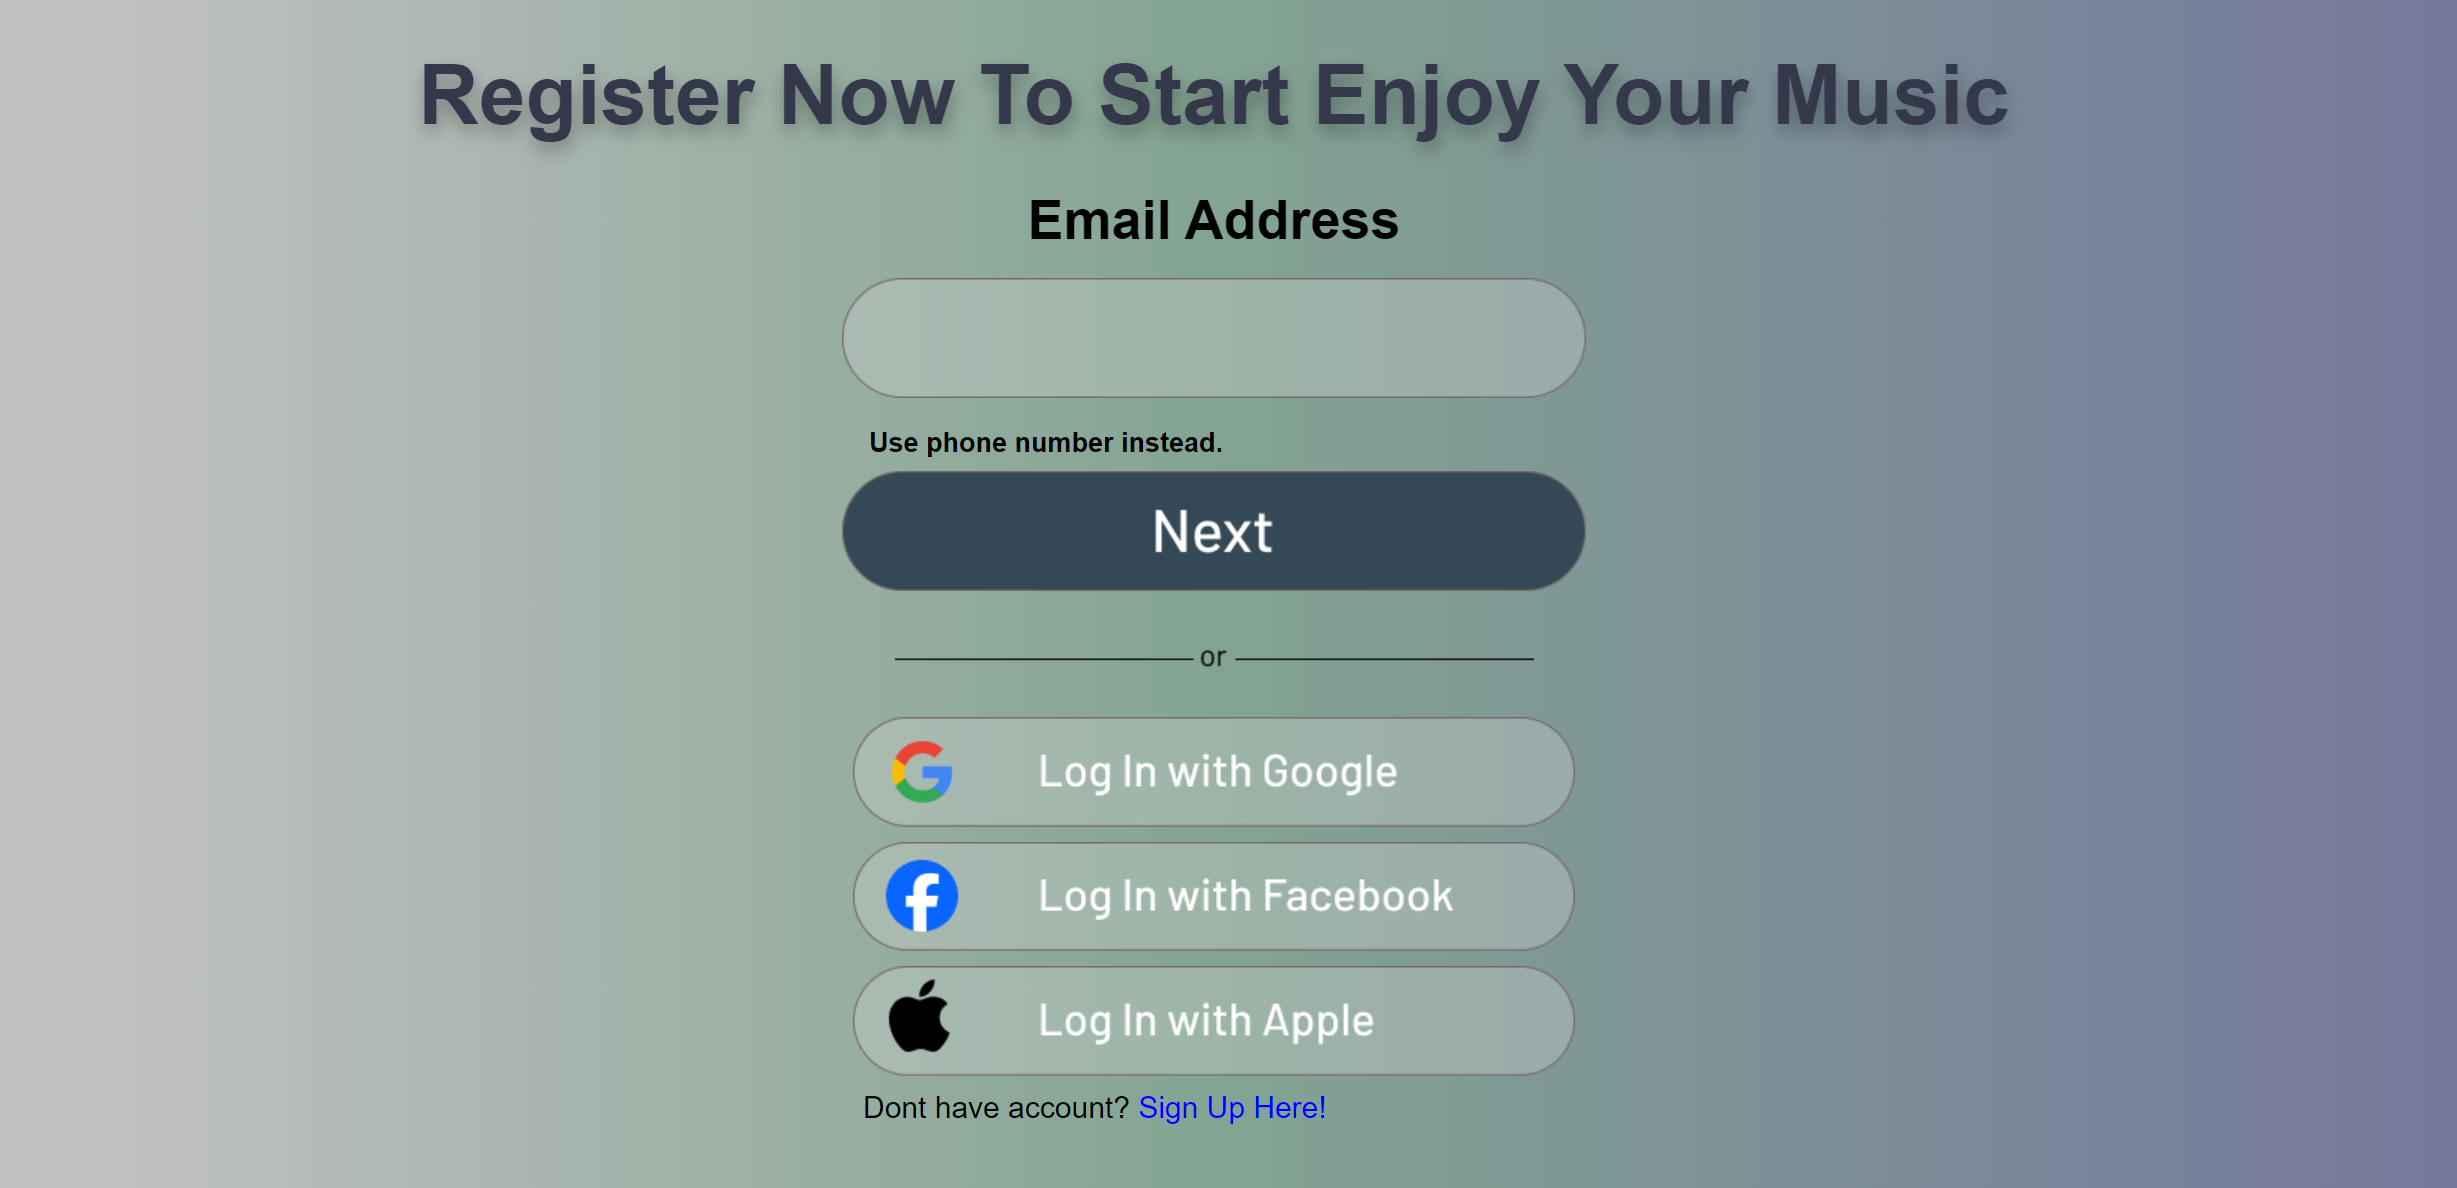 Register Now To Start Enjoy Your Music
Email Address
Use phone number instead.
Next
or
Log In with Google
Log In with Facebook
Log In with Apple
Dont have account? Sign Up Here!